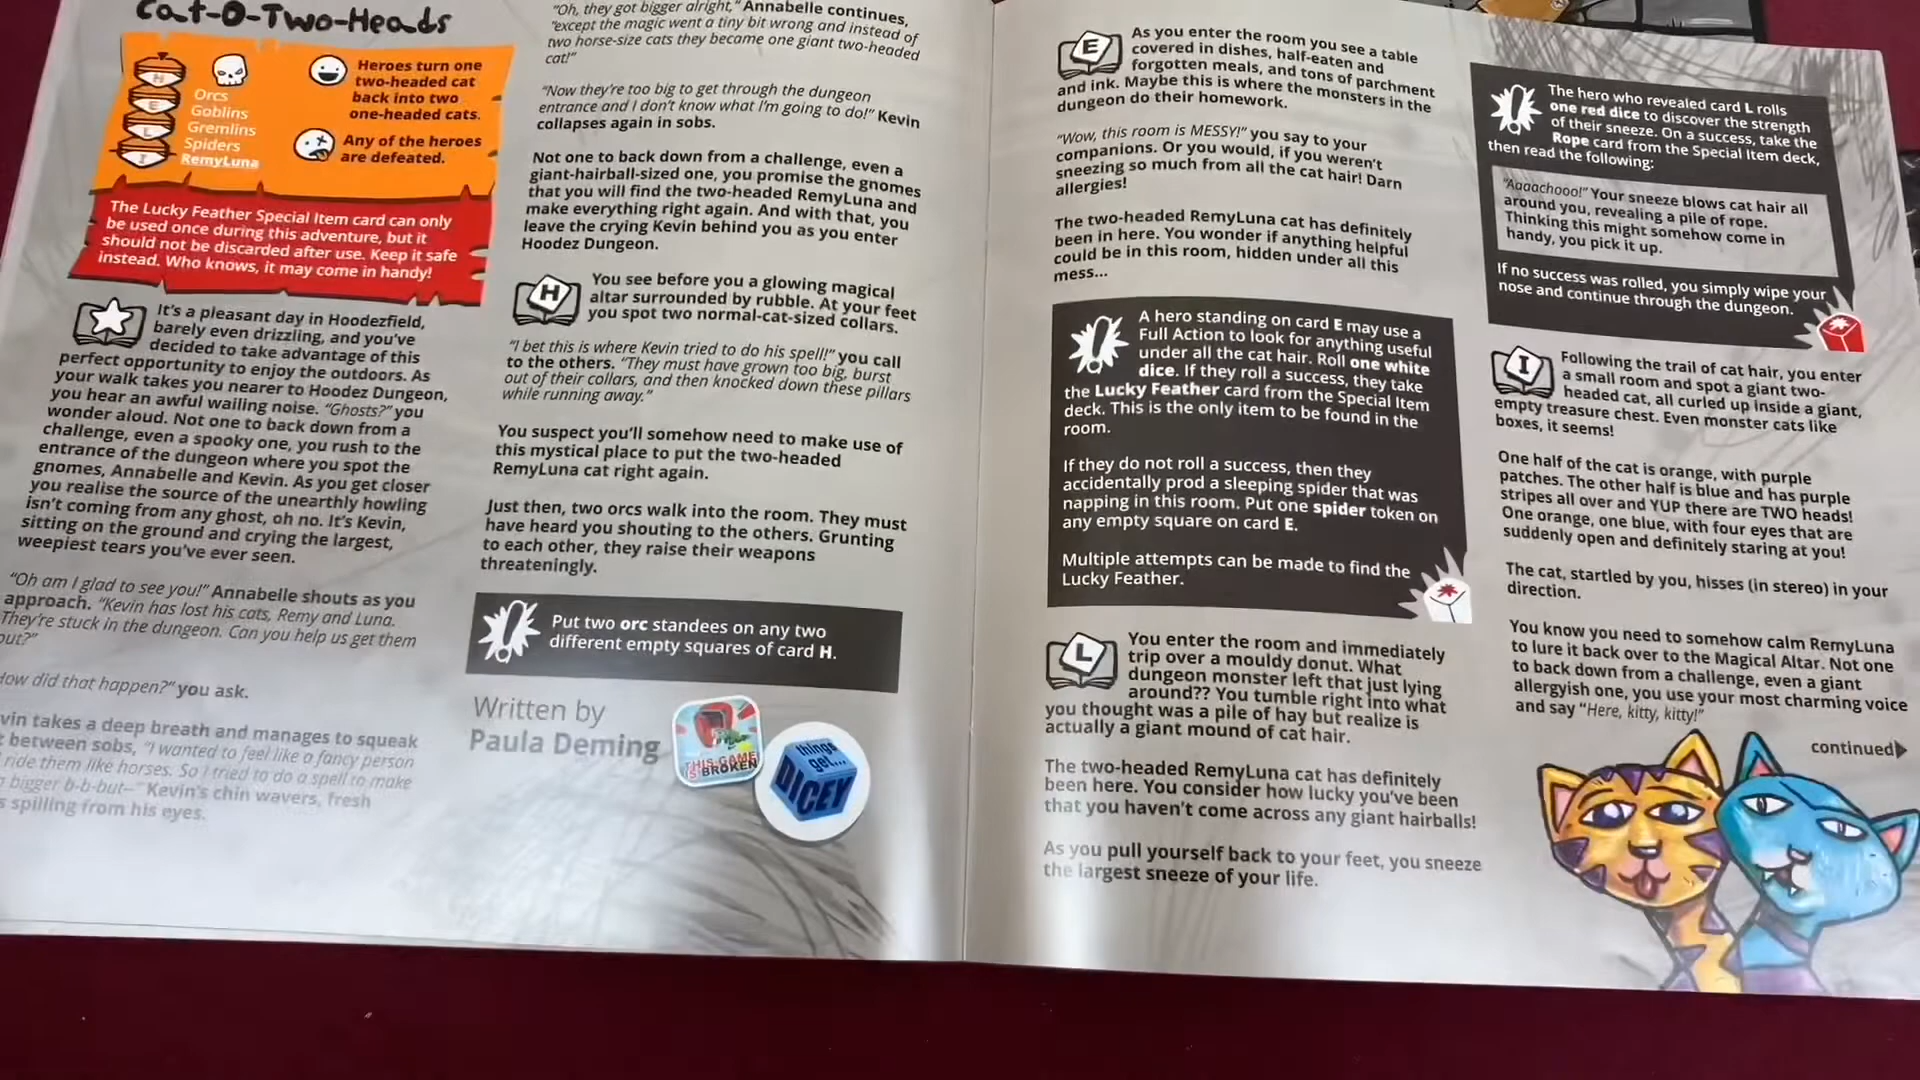 Cat-O-Two-Heads
H
E
L
I
Orcs
Goblins
Gremlins
Spiders
RemyLuna
Heroes turn one
two-headed cat
back into two
one-headed cats.
Any of the heroes
are defeated.
The Lucky Feather Special Item card can only
be used once during this adventure, but it
should not be discarded after use. Keep it safe
instead. Who knows, it may come in handy!
It's a pleasant day in Hoodezfield,
barely even drizzling, and you've
decided to take advantage of this
perfect opportunity to enjoy the outdoors. As
your walk takes you nearer to Hoodez Dungeon,
you hear an awful wailing noise. "Ghosts?" you
wonder aloud. Not one to back down from a
challenge, even a spooky one, you rush to the
entrance of the dungeon where you spot the
gnomes, Annabelle and Kevin. As you get closer
you realise the source of the unearthly howling
isn't coming from any ghost, oh no. It's Kevin,
sitting on the ground and crying the largest,
weepiest tears you've ever seen.
"Oh am I glad to see you!" Annabelle shouts as you
approach. "Kevin has lost his cats, Remy and Luna.
They're stuck in the dungeon. Can you help us get them
out?"
How did that happen?" you ask.
vin takes a deep breath and manages to squeak
t between sobs, "I wanted to feel like a fancy person
ride them like horses. So I tried to do a spell to make
bigger b-b-but—" Kevin's chin wavers, fresh
s spilling from his eyes.
"Oh, they got bigger alright," Annabelle continues,
"except the magic went a tiny bit wrong and instead of
two horse-size cats they became one giant two-headed
cat!"
"Now they're too big to get through the dungeon
entrance and I don't know what I'm going to do!" Kevin
collapses again in sobs.
Not one to back down from a challenge, even a
giant-hairball-sized one, you promise the gnomes
that you will find the two-headed RemyLuna and
make everything right again. And with that, you
leave the crying Kevin behind you as you enter
Hoodez Dungeon.
H
You see before you a glowing magical
altar surrounded by rubble. At your feet
you spot two normal-cat-sized collars.
"I bet this is where Kevin tried to do his spell!" you call
to the others. "They must have grown too big, burst
out of their collars, and then knocked down these pillars
while running away."
You suspect you'll somehow need to make use of
this mystical place to put the two-headed
RemyLuna cat right again.
Just then, two orcs walk into the room. They must
have heard you shouting to the others. Grunting
to each other, they raise their weapons
threateningly.
Put two orc standees on any two
different empty squares of card H.
Written by
Paula Deming
THIS GAME
IS BROKEN
things
get...
DICEY
E
As you enter the room you see a table
covered in dishes, half-eaten and
forgotten meals, and tons of parchment
and ink. Maybe this is where the monsters in the
dungeon do their homework.
"Wow, this room is MESSY!" you say to your
companions. Or you would, if you weren't
sneezing so much from all the cat hair! Darn
allergies!
The two-headed RemyLuna cat has definitely
been in here. You wonder if anything helpful
could be in this room, hidden under all this
mess...
A hero standing on card E may use a
Full Action to look for anything useful
under all the cat hair. Roll one white
dice. If they roll a success, they take
the Lucky Feather card from the Special Item
deck. This is the only item to be found in the
room.
If they do not roll a success, then they
accidentally prod a sleeping spider that was
napping in this room. Put one spider token on
any empty square on card E.
Multiple attempts can be made to find the
Lucky Feather.
L
You enter the room and immediately
trip over a mouldy donut. What
dungeon monster left that just lying
around?? You tumble right into what
you thought was a pile of hay but realize is
actually a giant mound of cat hair.
The two-headed RemyLuna cat has definitely
been here. You consider how lucky you've been
that you haven't come across any giant hairballs!
As you pull yourself back to your feet, you sneeze
the largest sneeze of your life.
The hero who revealed card L rolls
one red dice to discover the strength
of their sneeze. On a success, take the
Rope card from the Special Item deck,
then read the following:
"Aaaachooo!" Your sneeze blows cat hair all
around you, revealing a pile of rope.
Thinking this might somehow come in
handy, you pick it up.
If no success was rolled, you simply wipe your
nose and continue through the dungeon.
I
Following the trail of cat hair, you enter
a small room and spot a giant two-
headed cat, all curled up inside a giant,
empty treasure chest. Even monster cats like
boxes, it seems!
One half of the cat is orange, with purple
patches. The other half is blue and has purple
stripes all over and YUP there are TWO heads!
One orange, one blue, with four eyes that are
suddenly open and definitely staring at you!
The cat, startled by you, hisses (in stereo) in your
direction.
You know you need to somehow calm RemyLuna
to lure it back over to the Magical Altar. Not one
to back down from a challenge, even a giant
allergyish one, you use your most charming voice
and say "Here, kitty, kitty!"
continued